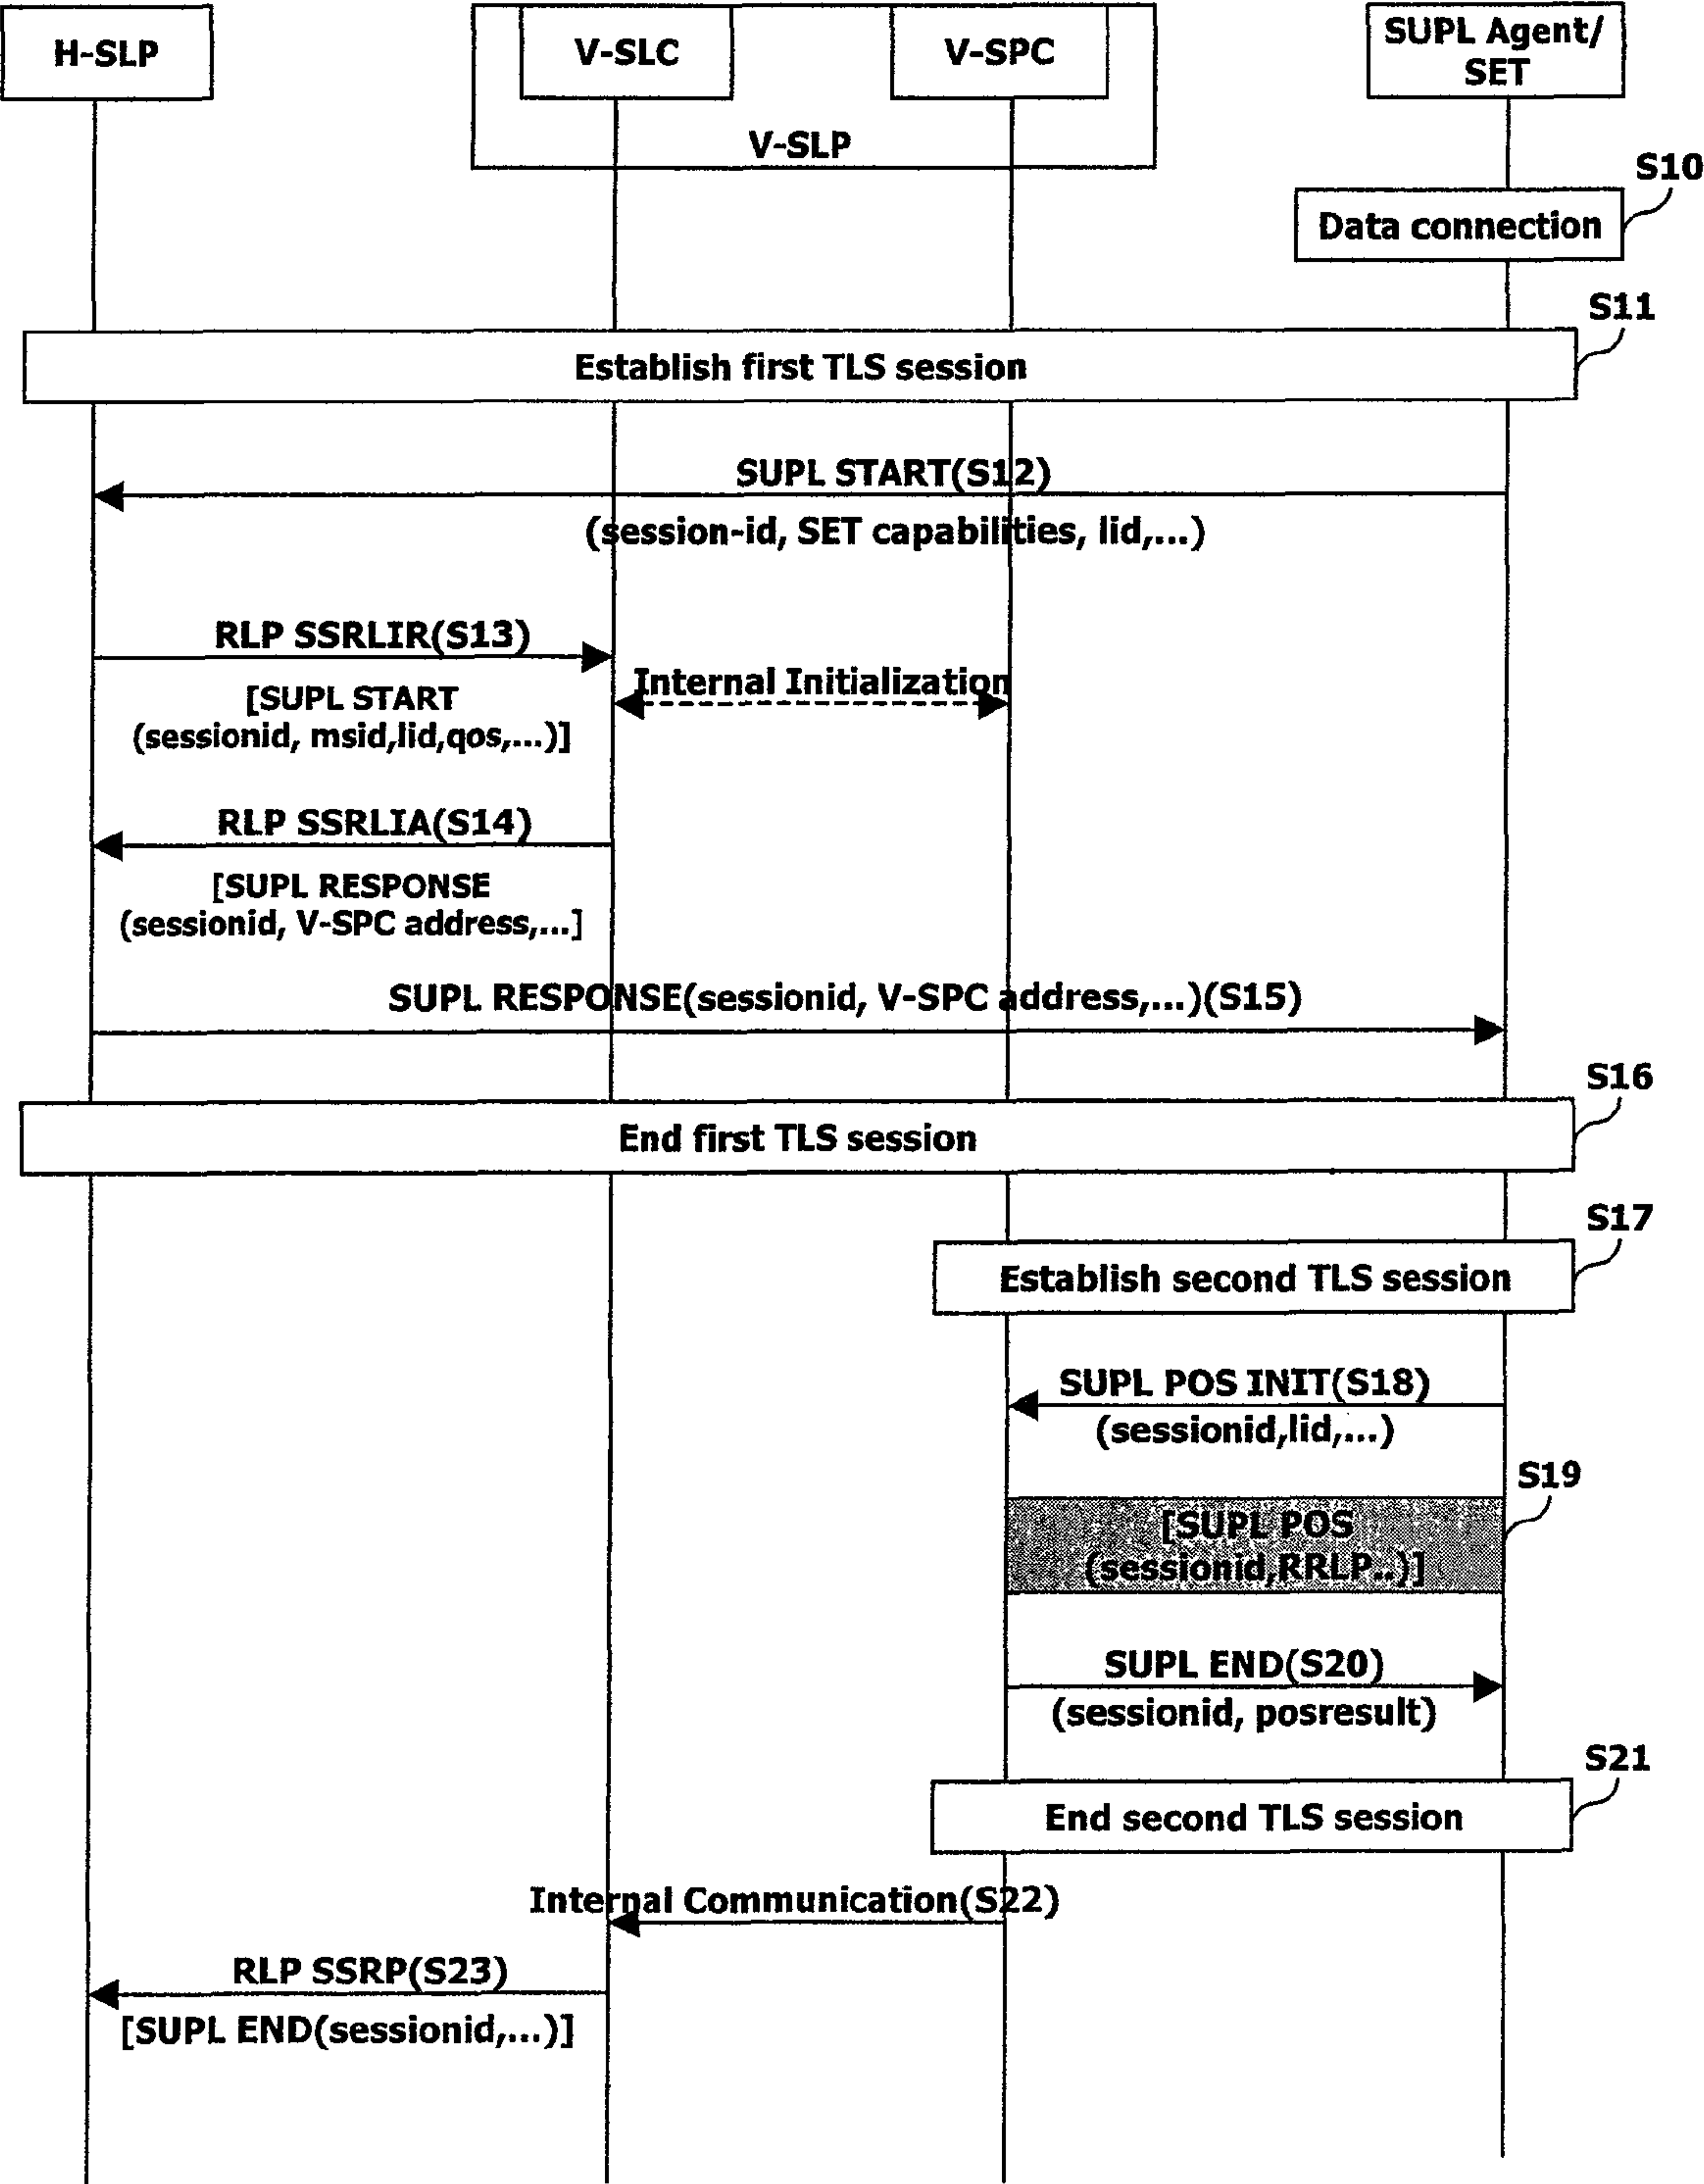 H-SLP
V-SLC
V-SPC
SUPL Agent/
SET
V-SLP
S10
Data connection
S11
Establish first TLS session
SUPL START(S12)
(session-id, SET capabilities, lid,...)
RLP SSRLIR(S13)
Internal Initialization
[SUPL START
(sessionid, msid,lid,qos,...)]
RLP SSRLIA(S14)
[SUPL RESPONSE
(sessionid, V-SPC address,...]
SUPL RESPONSE(sessionid, V-SPC address,...)(S15)
S16
End first TLS session
S17
Establish second TLS session
SUPL POS INIT(S18)
(sessionid,lid,...)
S19
[SUPL POS
(sessionid,RRLP..)]
SUPL END(S20)
(sessionid, posresult)
S21
End second TLS session
Internal Communication(S22)
RLP SSRP(S23)
[SUPL END(sessionid,...)]